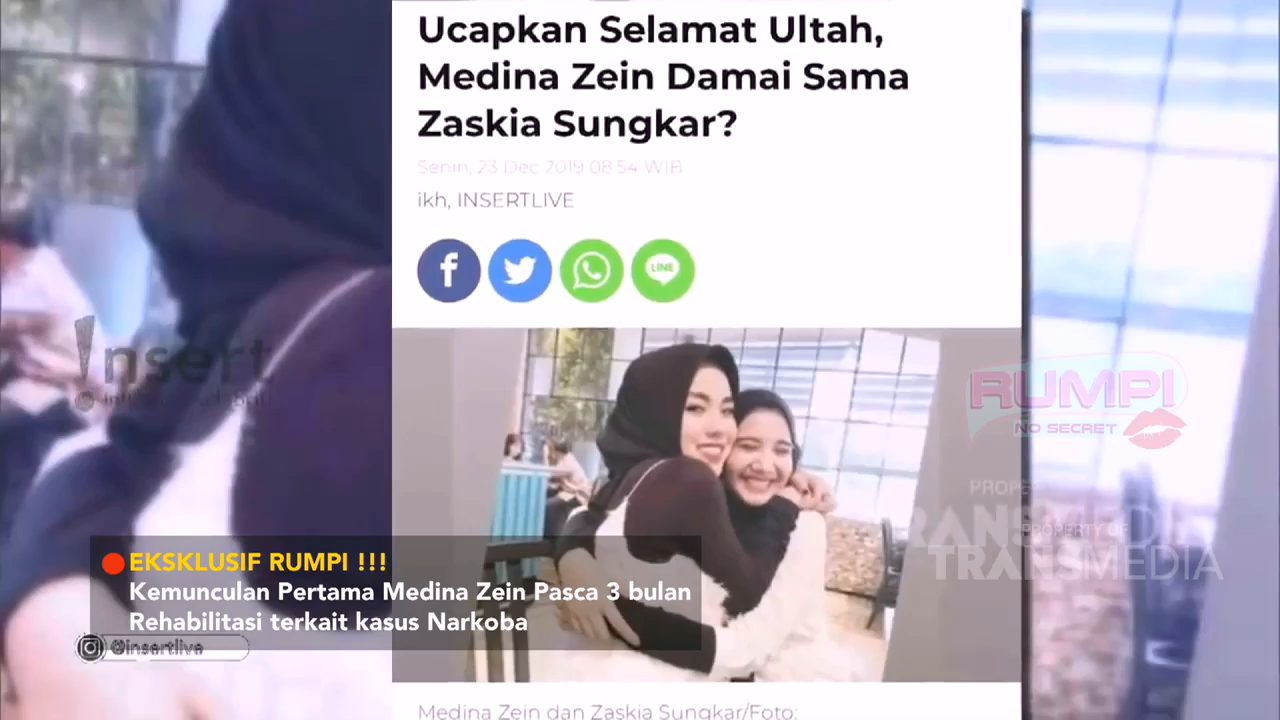 Ucapkan Selamat Ultah,
Medina Zein Damai Sama
Zaskia Sungkar?
Senin, 23 Dec 2019 08:54 WIB
ikh, INSERTLIVE
f
LINE
Insert
RUMPI
NO SECRET
PROPERTY OF
TRANSMEDIA
EKSKLUSIF RUMPI !!!
Kemunculan Pertama Medina Zein Pasca 3 bulan
Rehabilitasi terkait kasus Narkoba
@insertlive
Medina Zein dan Zaskia Sungkar/Foto: